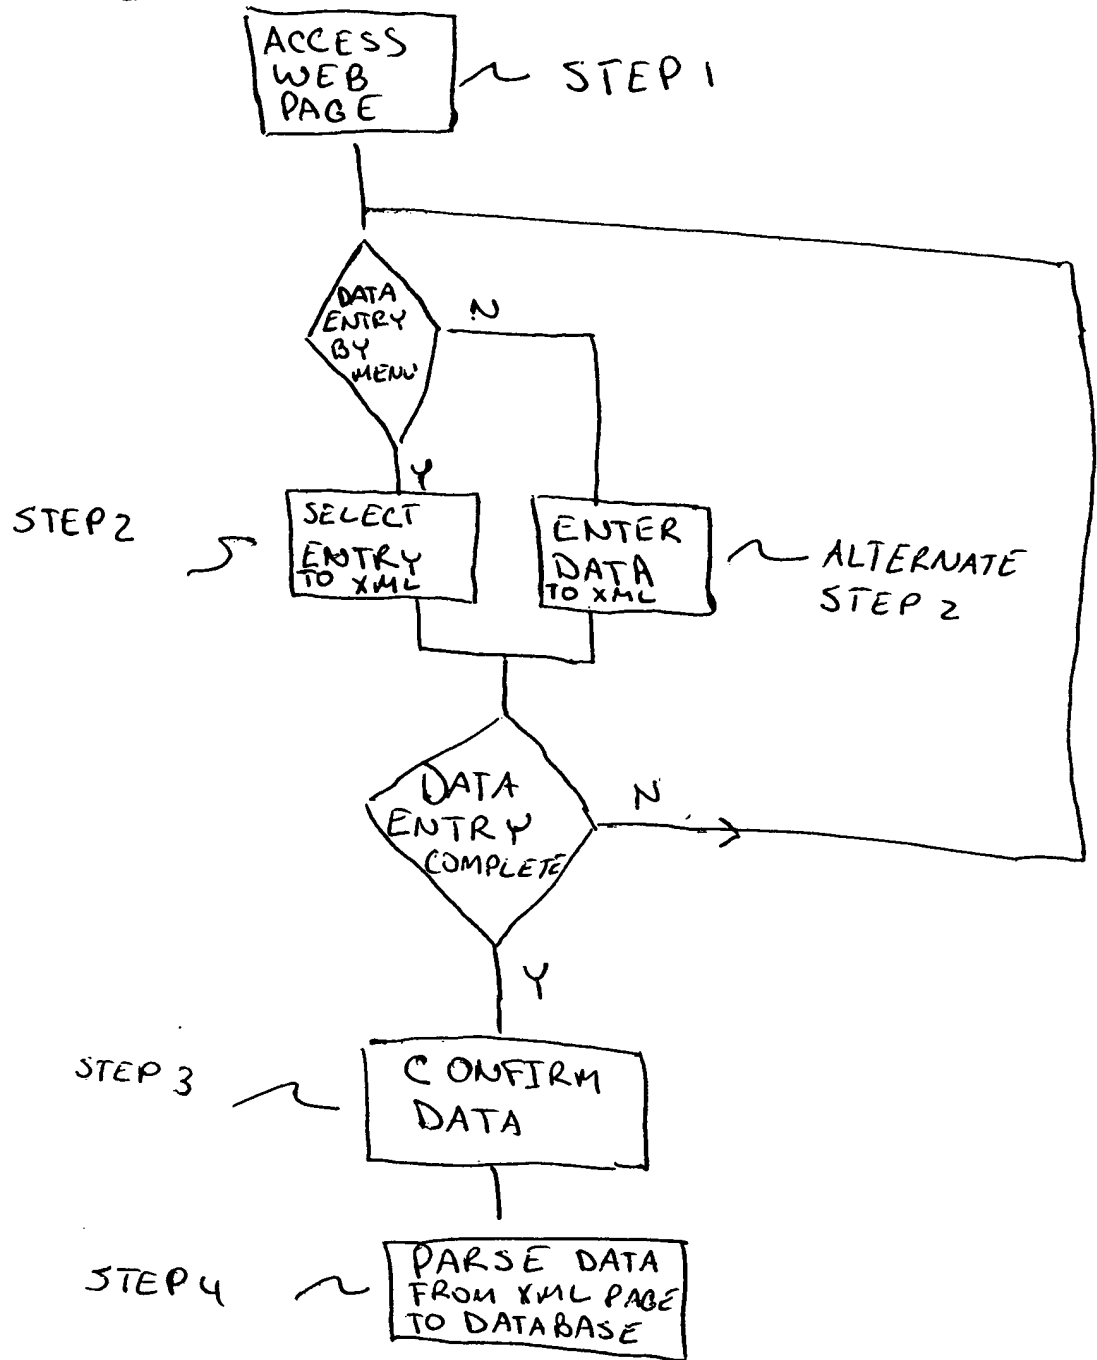 ACCESS
WEB
PAGE
STEP 1
DATA
ENTRY
BY
MENU
N
Y
STEP 2
SELECT
ENTRY
TO XML
ENTER
DATA
TO XML
ALTERNATE
STEP 2
DATA
ENTRY
COMPLETE
N
Y
STEP 3
CONFIRM
DATA
STEP 4
PARSE DATA
FROM XML PAGE
TO DATABASE